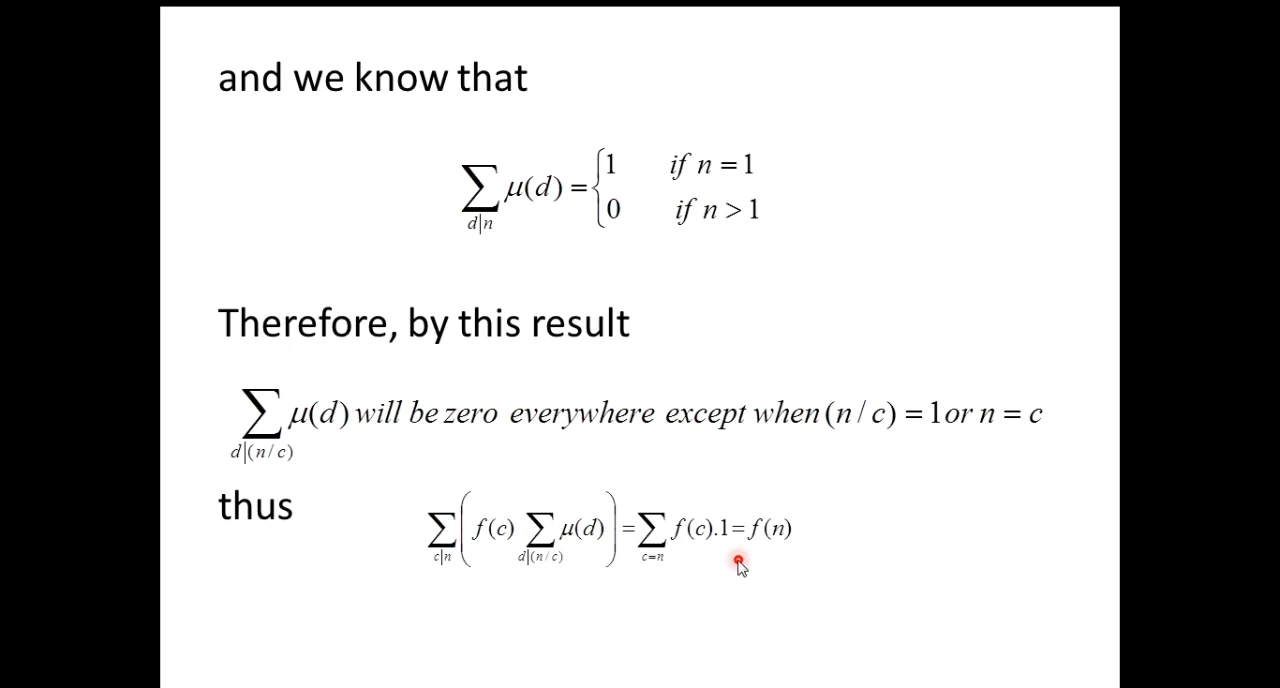 and we know that
∑_{d|n} μ(d) = { 1 if n = 1
0 if n > 1
Therefore, by this result
∑_{d|(n/c)} μ(d) will be zero everywhere except when (n / c) = 1 or n = c
thus ∑_{c|n} ( f(c) ∑_{d|(n/c)} μ(d) ) = ∑_{c=n} f(c).1 = f(n)